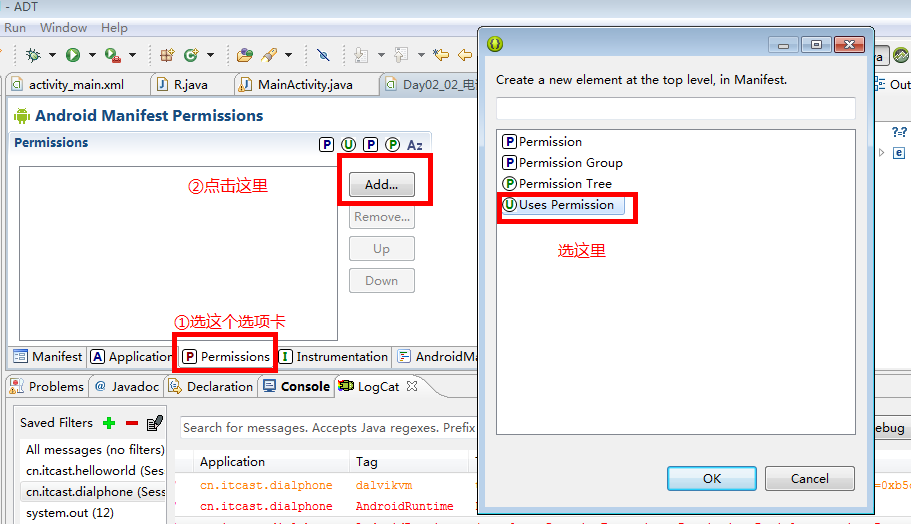 - ADT
Run Window Help
activity_main.xml
R.java
MainActivity.java
Day02_02_电
Out
Android Manifest Permissions
Permissions
P U P P Az
②点击这里
Add...
Remove...
Up
Down
①选这个选项卡
Manifest
A Application
P Permissions
I Instrumentation
AndroidMa
Problems
@ Javadoc
Declaration
Console
LogCat
Saved Filters
Search for messages. Accepts Java regexes. Prefix
ebug
All messages (no filters)
cn.itcast.helloworld (Ses
cn.itcast.dialphone (Sess
system.out (12)
Application Tag
cn.itcast.dialphone dalvikvm
=0xb5
cn.itcast.dialphone AndroidRuntime
Create a new element at the top level, in Manifest.
P Permission
P Permission Group
P Permission Tree
U Uses Permission
选这里
OK
Cancel